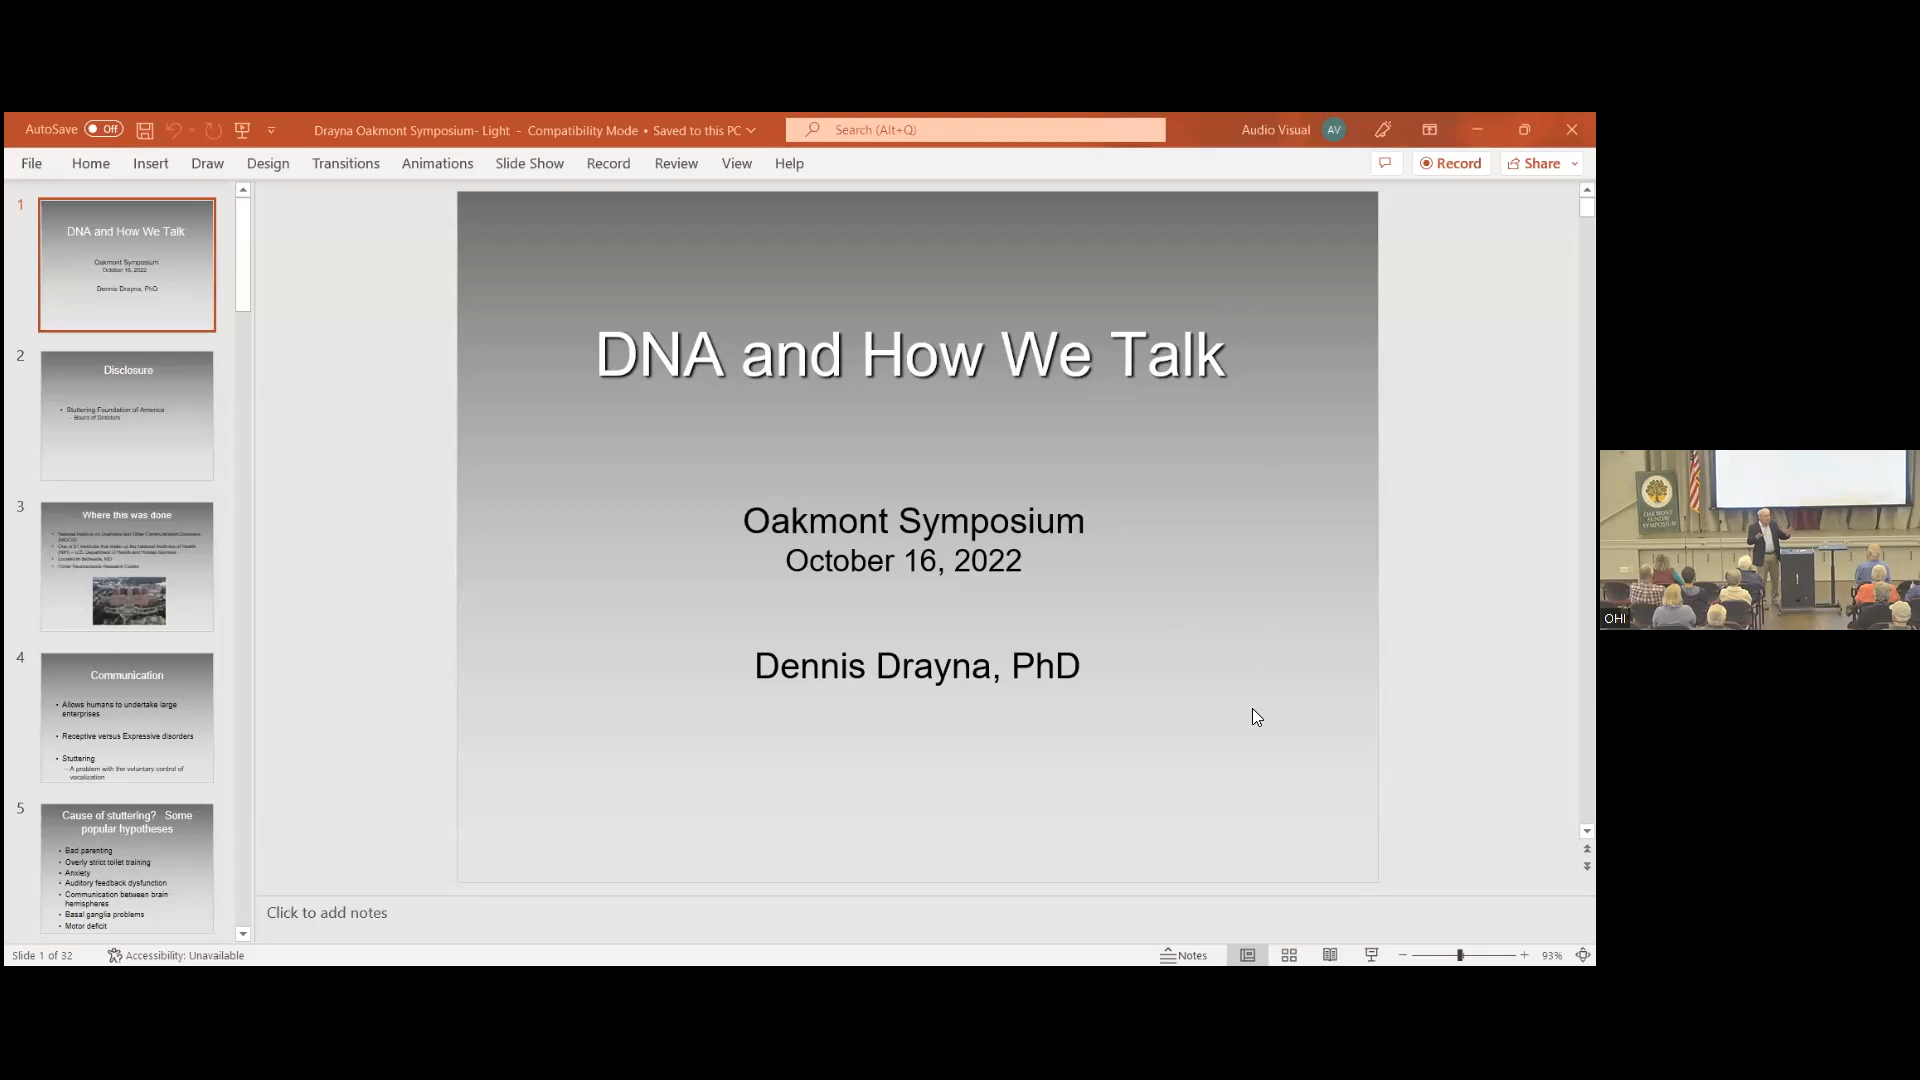 AutoSave Off
Drayna Oakmont Symposium- Light - Compatibility Mode • Saved to this PC
Search (Alt+Q)
Audio Visual AV
File Home Insert Draw Design Transitions Animations Slide Show Record Review View Help
Record Share
1
DNA and How We Talk
Oakmont Symposium
October 16, 2022
Dennis Drayna, PhD
2
Disclosure
• Stuttering Foundation of America
– Board of Directors
3
Where this was done
4
Communication
• Allows humans to undertake large
enterprises
• Receptive versus Expressive disorders
• Stuttering
– A problem with the voluntary control of
vocalization
5
Cause of stuttering? Some
popular hypotheses
• Bad parenting
• Overly strict toilet training
• Anxiety
• Auditory feedback dysfunction
• Communication between brain
hemispheres
• Basal ganglia problems
• Motor deficit
DNA and How We Talk
Oakmont Symposium
October 16, 2022
Dennis Drayna, PhD
Click to add notes
Slide 1 of 32
Accessibility: Unavailable
Notes
93%
OAKMONT
SUNDAY
SYMPOSIUM
OHI